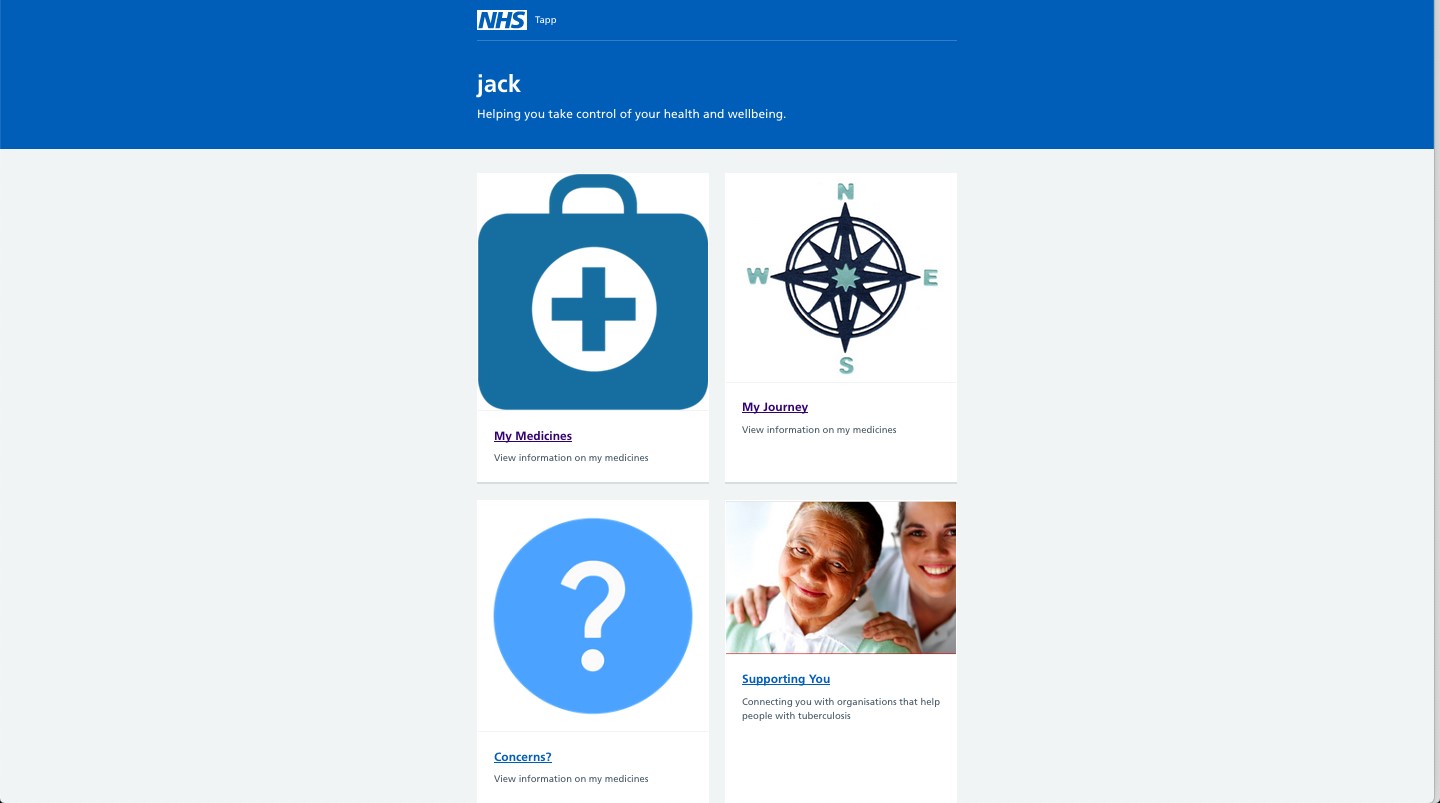 NHS Tapp
jack
Helping you take control of your health and wellbeing.
N
W E
S
My Medicines
View information on my medicines
My Journey
View information on my medicines
?
Concerns?
View information on my medicines
Supporting You
Connecting you with organisations that help
people with tuberculosis